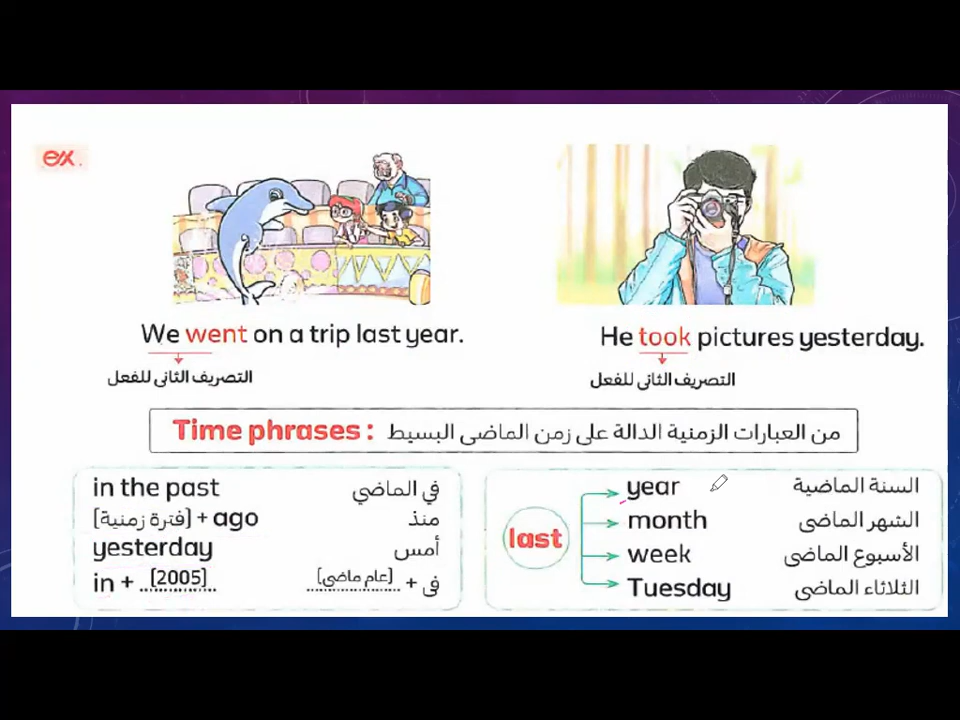 ex.
We went on a trip last year.
التصريف الثانى للفعل
He took pictures yesterday.
التصريف الثانى للفعل
Time phrases : من العبارات الزمنية الدالة على زمن الماضى البسيط
in the past في الماضي
[فترة زمنية] + ago منذ
yesterday أمس
in + [2005] فى + [عام ماضى]
last
year السنة الماضية
month الشهر الماضى
week الأسبوع الماضى
Tuesday الثلاثاء الماضى